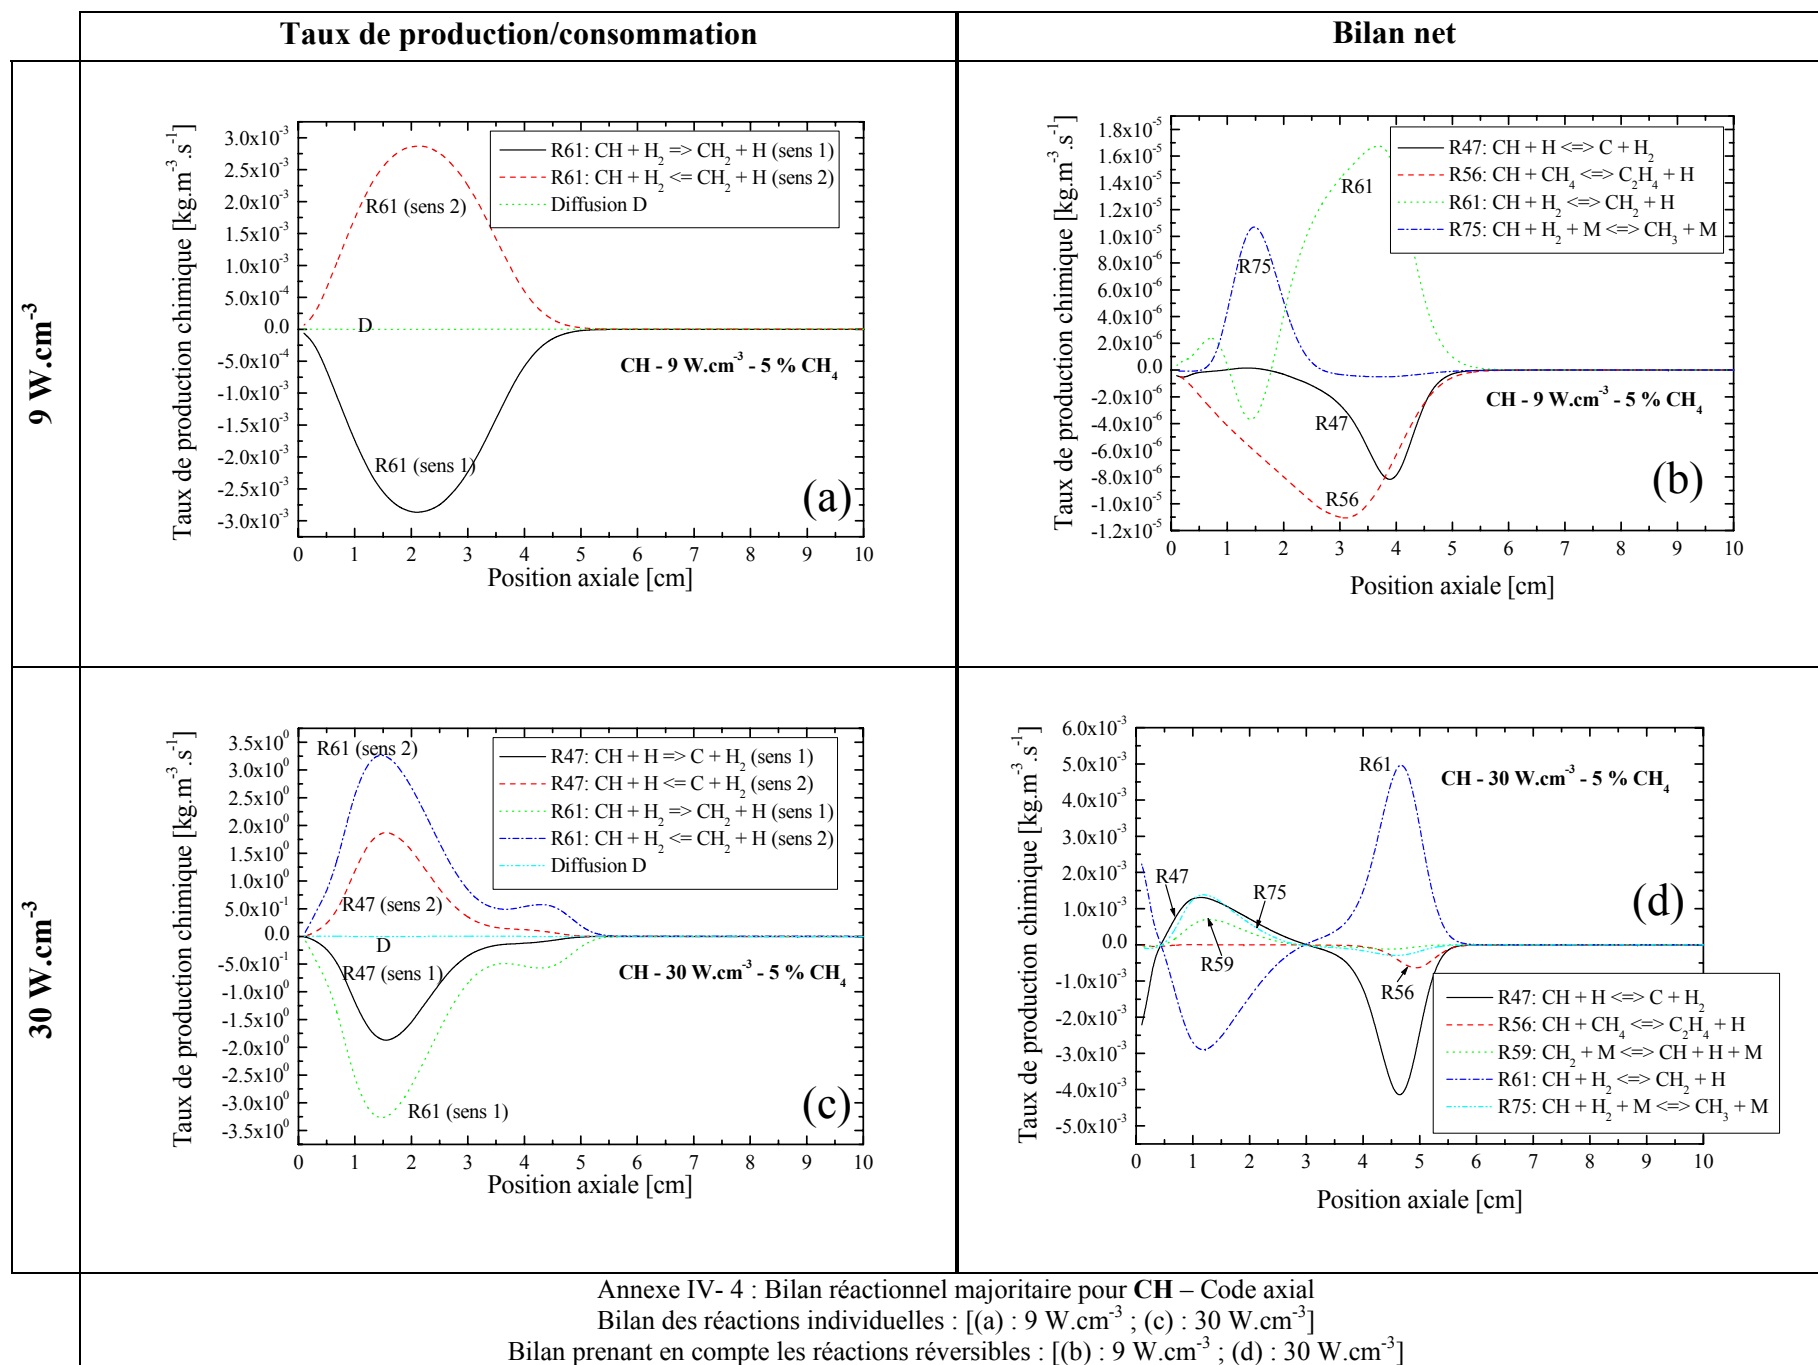 Taux de production/consommation
Bilan net
9 W.cm-3
Taux de production chimique [kg.m-3.s-1]
3.0x10-3
2.5x10-3
2.0x10-3
1.5x10-3
1.0x10-3
5.0x10-4
0.0
-5.0x10-4
-1.0x10-3
-1.5x10-3
-2.0x10-3
-2.5x10-3
-3.0x10-3
R61: CH + H2 => CH2 + H (sens 1)
R61: CH + H2 <= CH2 + H (sens 2)
Diffusion D
R61 (sens 2)
D
CH - 9 W.cm-3 - 5 % CH4
R61 (sens 1)
(a)
0 1 2 3 4 5 6 7 8 9 10
Position axiale [cm]
Taux de production chimique [kg.m-3.s-1]
1.8x10-5
1.6x10-5
1.4x10-5
1.2x10-5
1.0x10-5
8.0x10-6
6.0x10-6
4.0x10-6
2.0x10-6
0.0
-2.0x10-6
-4.0x10-6
-6.0x10-6
-8.0x10-6
-1.0x10-5
-1.2x10-5
R47: CH + H <=> C + H2
R56: CH + CH4 <=> C2H4 + H
R61: CH + H2 <=> CH2 + H
R75: CH + H2 + M <=> CH3 + M
R61
R75
CH - 9 W.cm-3 - 5 % CH4
R47
R56
(b)
0 1 2 3 4 5 6 7 8 9 10
Position axiale [cm]
30 W.cm-3
Taux de production chimique [kg.m-3.s-1]
3.5x100
3.0x100
2.5x100
2.0x100
1.5x100
1.0x100
5.0x10-1
0.0
-5.0x10-1
-1.0x100
-1.5x100
-2.0x100
-2.5x100
-3.0x100
-3.5x100
R61 (sens 2)
R47: CH + H => C + H2 (sens 1)
R47: CH + H <= C + H2 (sens 2)
R61: CH + H2 => CH2 + H (sens 1)
R61: CH + H2 <= CH2 + H (sens 2)
Diffusion D
R47 (sens 2)
D
R47 (sens 1)
CH - 30 W.cm-3 - 5 % CH4
R61 (sens 1)
(c)
0 1 2 3 4 5 6 7 8 9 10
Position axiale [cm]
Taux de production chimique [kg.m-3.s-1]
6.0x10-3
5.0x10-3
4.0x10-3
3.0x10-3
2.0x10-3
1.0x10-3
0.0
-1.0x10-3
-2.0x10-3
-3.0x10-3
-4.0x10-3
-5.0x10-3
R61
CH - 30 W.cm-3 - 5 % CH4
R47
R75
(d)
R59
R56
R47: CH + H <=> C + H2
R56: CH + CH4 <=> C2H4 + H
R59: CH2 + M <=> CH + H + M
R61: CH + H2 <=> CH2 + H
R75: CH + H2 + M <=> CH3 + M
0 1 2 3 4 5 6 7 8 9 10
Position axiale [cm]
Annexe IV- 4 : Bilan réactionnel majoritaire pour CH – Code axial
Bilan des réactions individuelles : [(a) : 9 W.cm-3 ; (c) : 30 W.cm-3]
Bilan prenant en compte les réactions réversibles : [(b) : 9 W.cm-3 ; (d) : 30 W.cm-3]